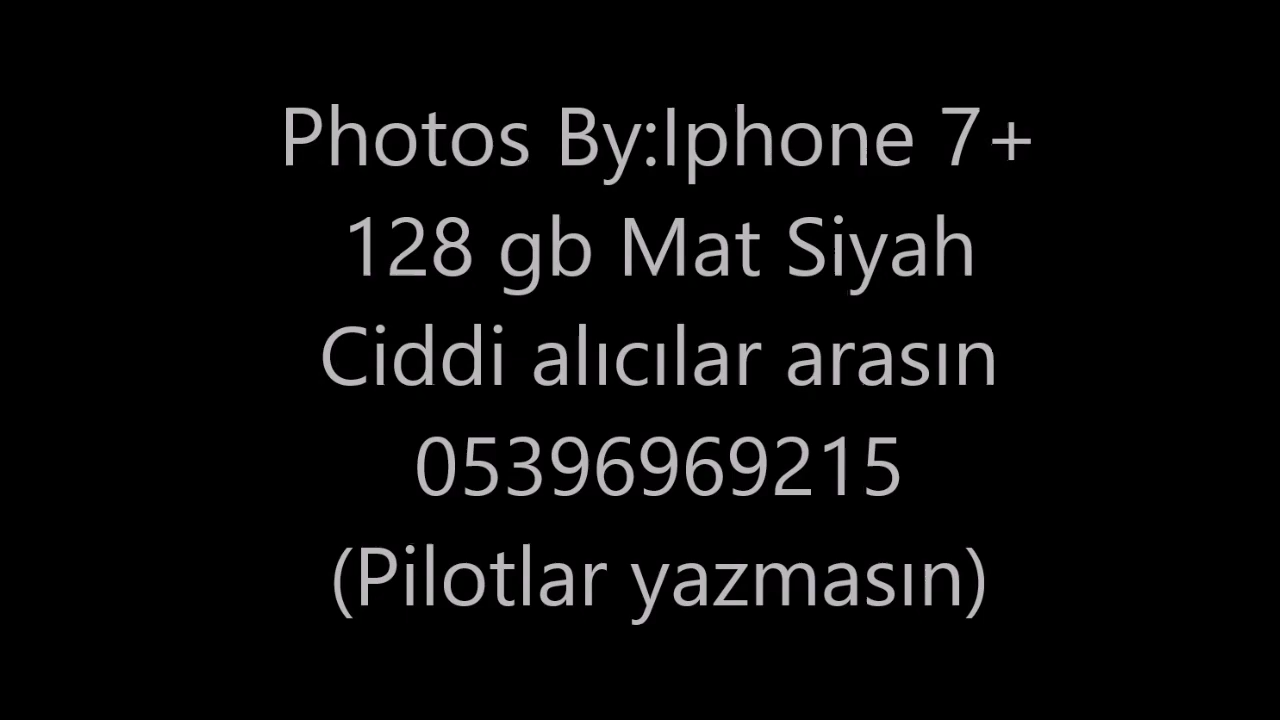 Photos By:Iphone 7+
128 gb Mat Siyah
Ciddi alıcılar arasın
05396969215
(Pilotlar yazmasın)